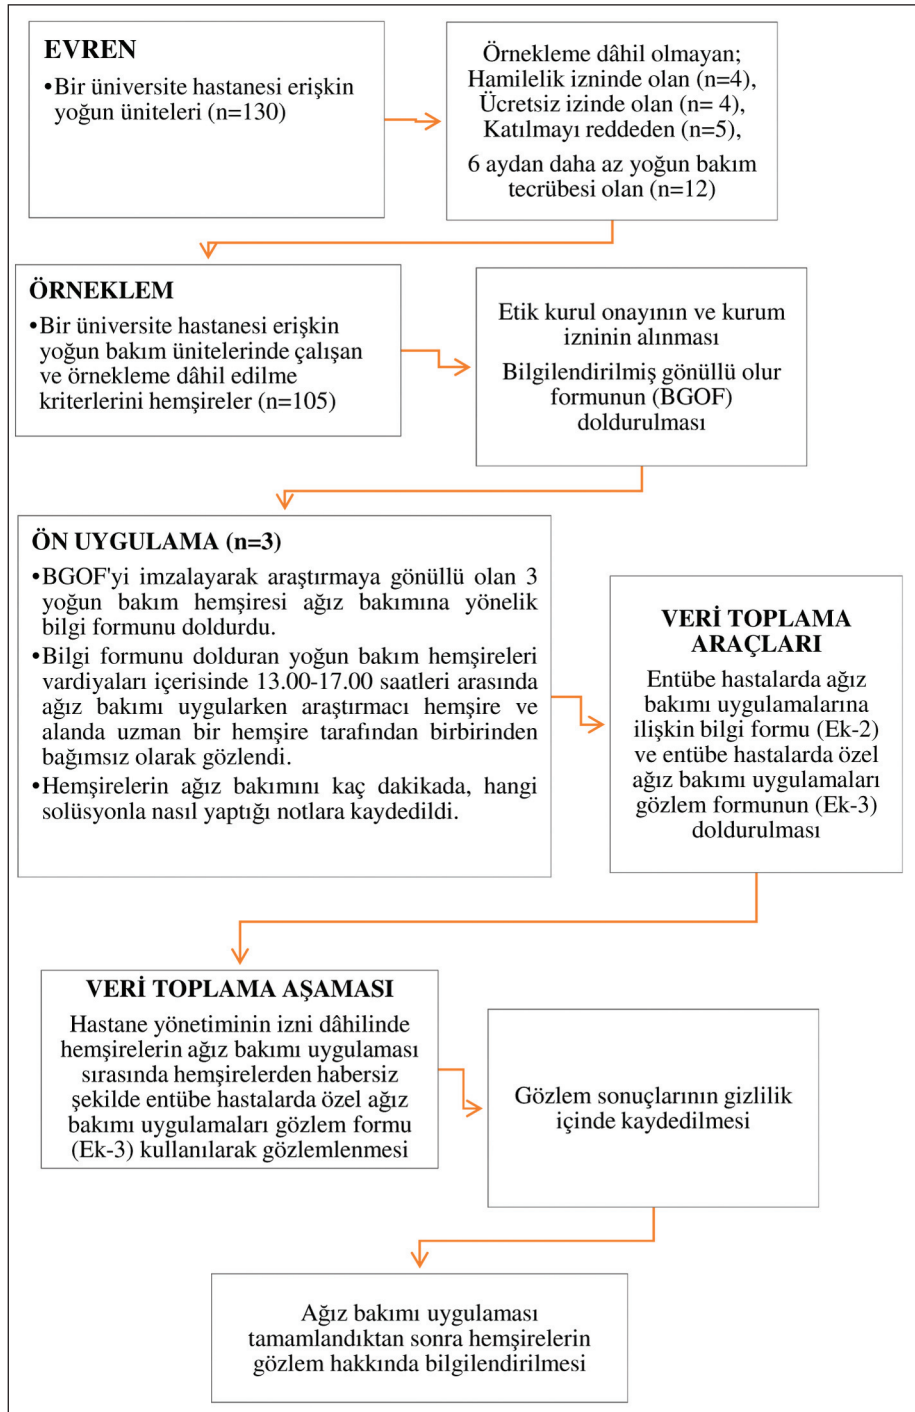 EVREN
•Bir üniversite hastanesi erişkin
yoğun üniteleri (n=130)
Örnekleme dâhil olmayan;
Hamilelik izninde olan (n=4),
Ücretsiz izinde olan (n= 4),
Katılmayı reddeden (n=5),
6 aydan daha az yoğun bakım
tecrübesi olan (n=12)
ÖRNEKLEM
• Bir üniversite hastanesi erişkin
yoğun bakım ünitelerinde çalışan
ve örnekleme dâhil edilme
kriterlerini hemşireler (n=105)
Etik kurul onayının ve kurum
izninin alınması
Bilgilendirilmiş gönüllü olur
formunun (BGOF)
doldurulması
ÖN UYGULAMA (n=3)
•BGOF'yi imzalayarak araştırmaya gönüllü olan 3
yoğun bakım hemşiresi ağız bakımına yönelik
bilgi formunu doldurdu.
•Bilgi formunu dolduran yoğun bakım hemşireleri
vardiyaları içerisinde 13.00-17.00 saatleri arasında
ağız bakımı uygularken araştırmacı hemşire ve
alanda uzman bir hemşire tarafından birbirinden
bağımsız olarak gözlendi.
•Hemşirelerin ağız bakımını kaç dakikada, hangi
solüsyonla nasıl yaptığı notlara kaydedildi.
VERİ TOPLAMA
ARAÇLARI
Entübe hastalarda ağız
bakımı uygulamalarına
ilişkin bilgi formu (Ek-2)
ve entübe hastalarda özel
ağız bakımı uygulamaları
gözlem formunun (Ek-3)
doldurulması
VERİ TOPLAMA AŞAMASI
Hastane yönetiminin izni dâhilinde
hemşirelerin ağız bakımı uygulaması
sırasında hemşirelerden habersiz
şekilde entübe hastalarda özel ağız
bakımı uygulamaları gözlem formu
(Ek-3) kullanılarak gözlemlenmesi
Gözlem sonuçlarının gizlilik
içinde kaydedilmesi
Ağız bakımı uygulaması
tamamlandıktan sonra hemşirelerin
gözlem hakkında bilgilendirilmesi